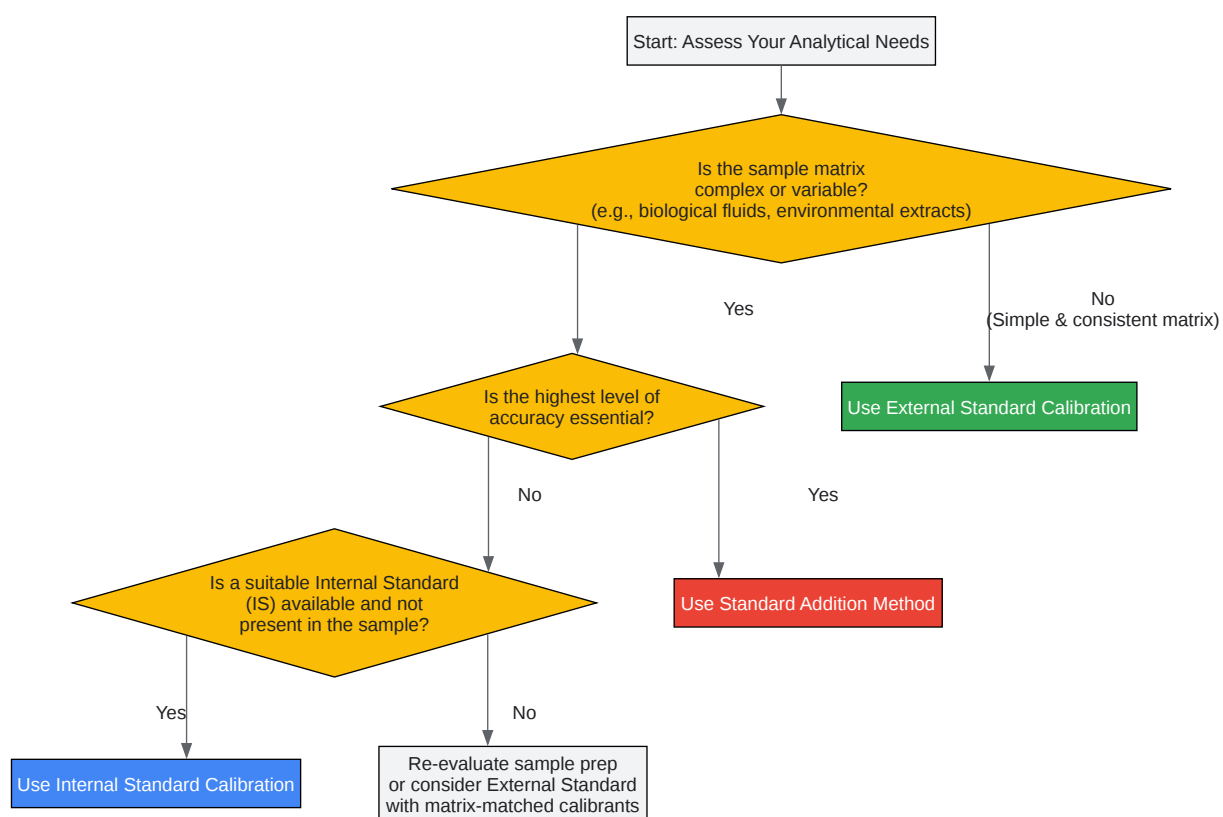 Start: Assess Your Analytical Needs
Is the sample matrix
complex or variable?
(e.g., biological fluids, environmental extracts)
Yes
No
(Simple & consistent matrix)
Is the highest level of
accuracy essential?
Use External Standard Calibration
No
Yes
Is a suitable Internal Standard
(IS) available and not
present in the sample?
Use Standard Addition Method
Yes
No
Use Internal Standard Calibration
Re-evaluate sample prep
or consider External Standard
with matrix-matched calibrants